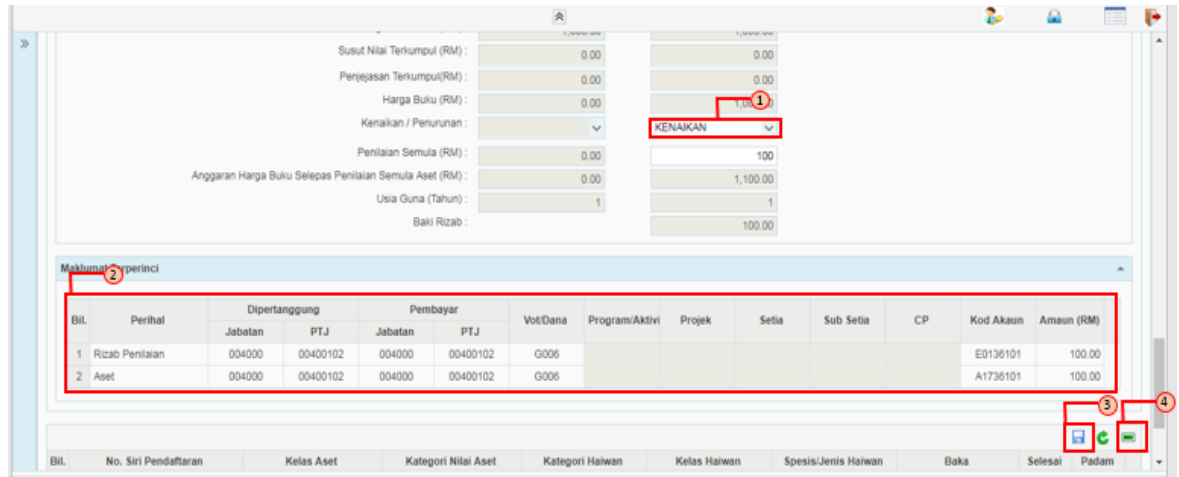 Susut Nilai Terkumpul (RM) : 0.00 0.00
Penjejasan Terkumpul(RM) : 0.00 0.00
Harga Buku (RM) : 0.00
1
Kenaikan / Penurunan : KENAIKAN
Penilaian Semula (RM) : 0.00 100
Anggaran Harga Buku Selepas Penilaian Semula Aset (RM) : 0.00 1,100.00
Usia Guna (Tahun) : 1 1
Baki Rizab : 100.00
Maklumat Terperinci
2
Bil. Perihal Dipertanggung Pembayar Vot/Dana Program/Aktivi Projek Setia Sub Setia CP Kod Akaun Amaun (RM)
Jabatan PTJ Jabatan PTJ
1 Rizab Penilaian 004000 00400102 004000 00400102 G006 E0136101 100.00
2 Aset 004000 00400102 004000 00400102 G006 A1736101 100.00
3 4
Bil. No. Siri Pendaftaran Kelas Aset Kategori Nilai Aset Kategori Haiwan Kelas Haiwan Spesis/Jenis Haiwan Baka Selesai Padam